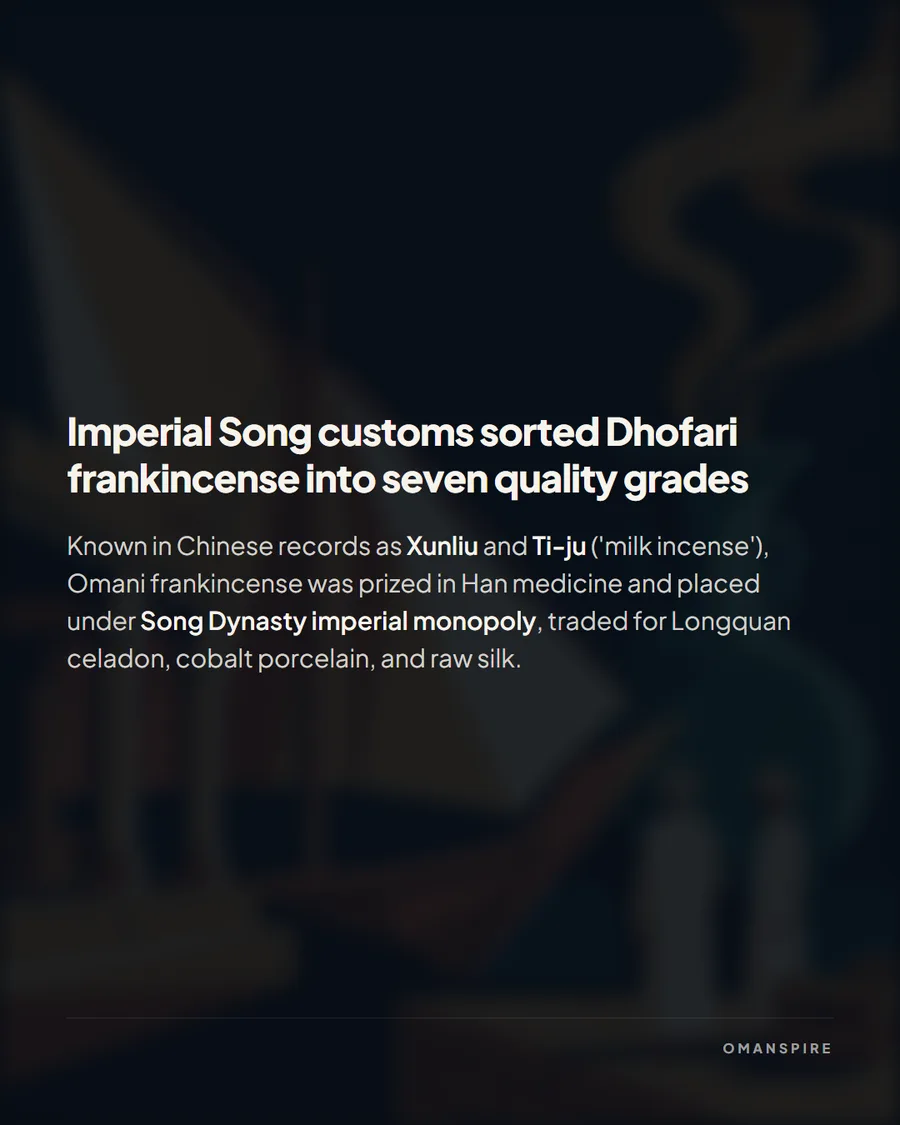 Imperial Song customs sorted Dhofari
frankincense into seven quality grades
Known in Chinese records as Xunliu and Ti-ju ('milk incense'),
Omani frankincense was prized in Han medicine and placed
under Song Dynasty imperial monopoly, traded for Longquan
celadon, cobalt porcelain, and raw silk.
OMANSPIRE